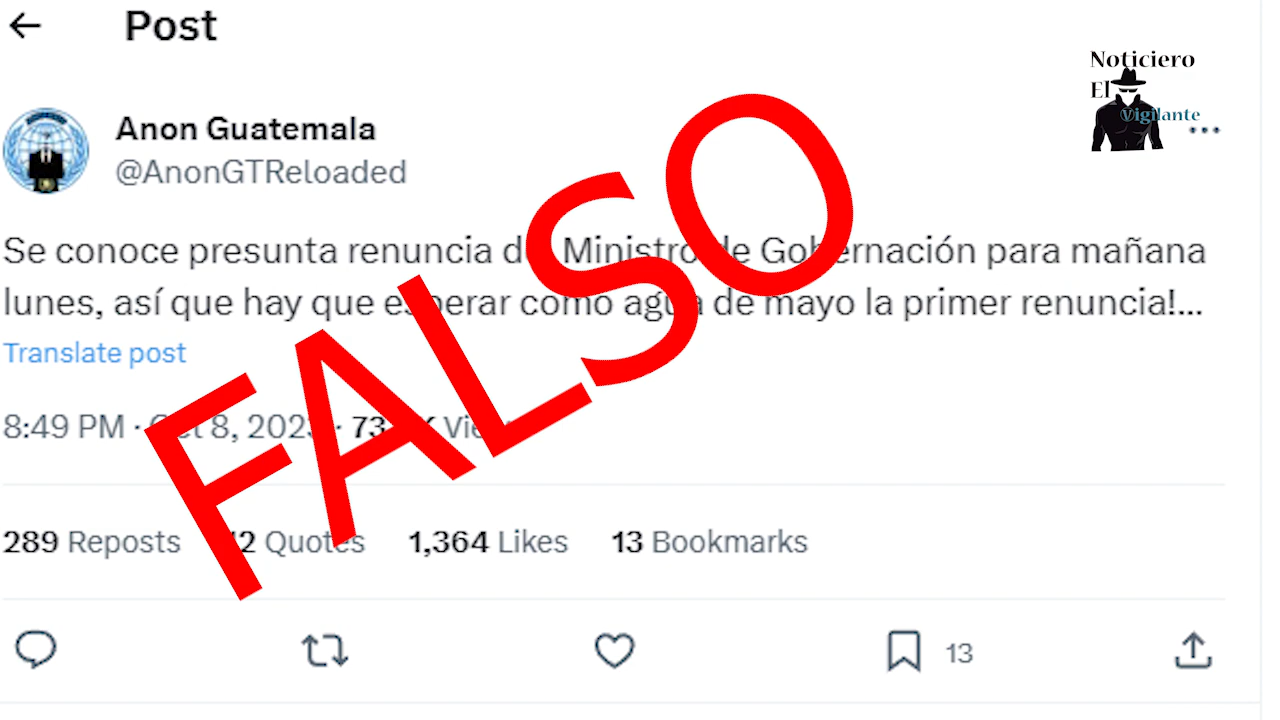 Post
Noticiero
El
Vigilante
Anon Guatemala
@AnonGTReloaded
Se conoce presunta renuncia Ministro de Gobernación para mañana
lunes, así que hay que esperar como agua de mayo la primer renuncia!...
Translate post
8:49 PM · Oct 8,
289 Reposts Quotes 1,364 Likes 13 Bookmarks
13
FALSO